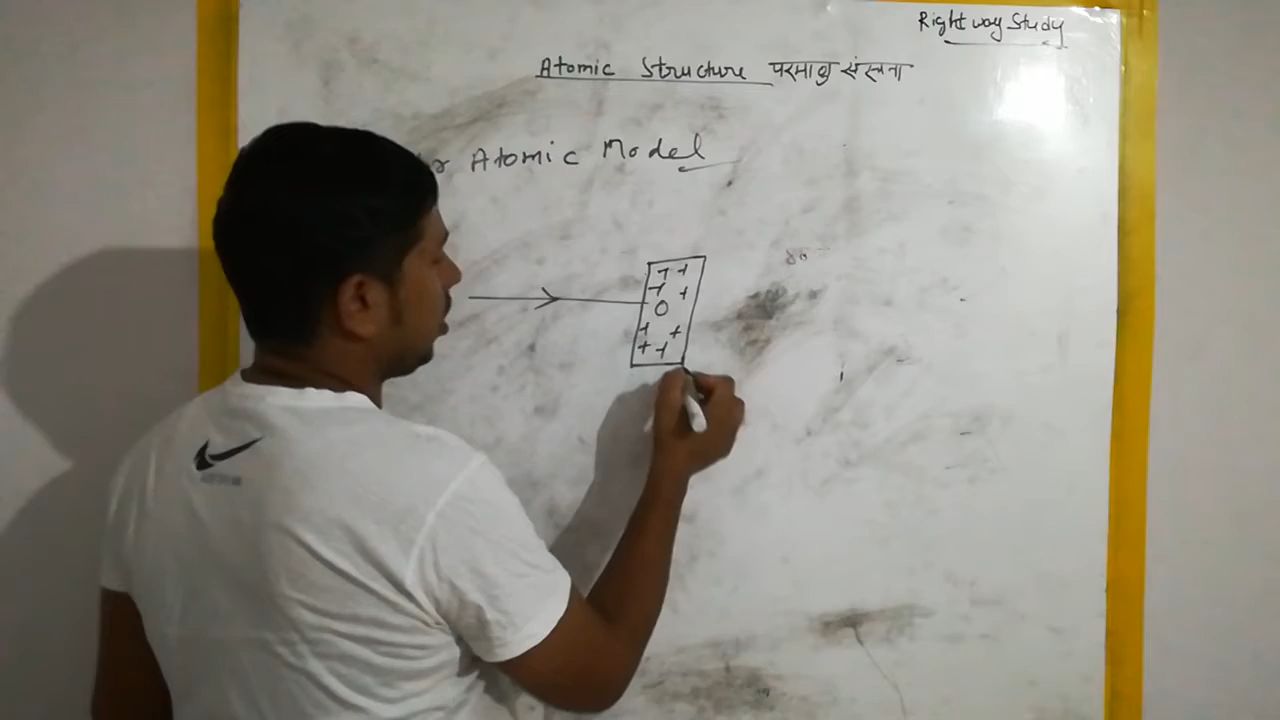 Right way Study
Atomic Structure परमाणु संरचना
Atomic Model
+ +
+ +
O
+ +
+ +